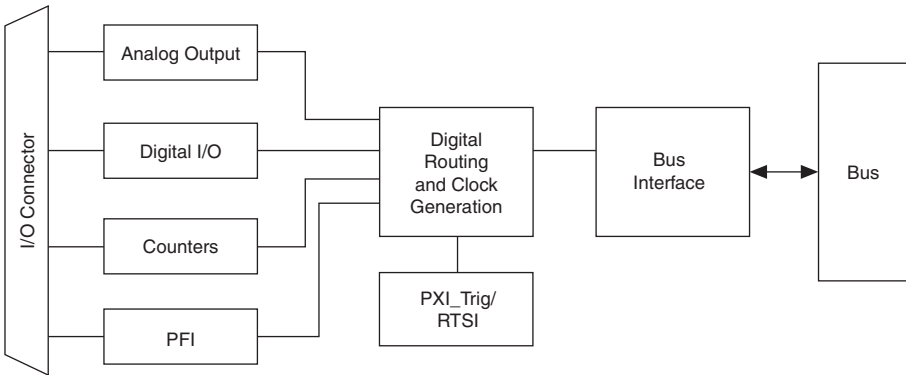 I/O Connector
Analog Output
Digital I/O
Counters
PFI
Digital
Routing
and Clock
Generation
PXI_Trig/
RTSI
Bus
Interface
Bus